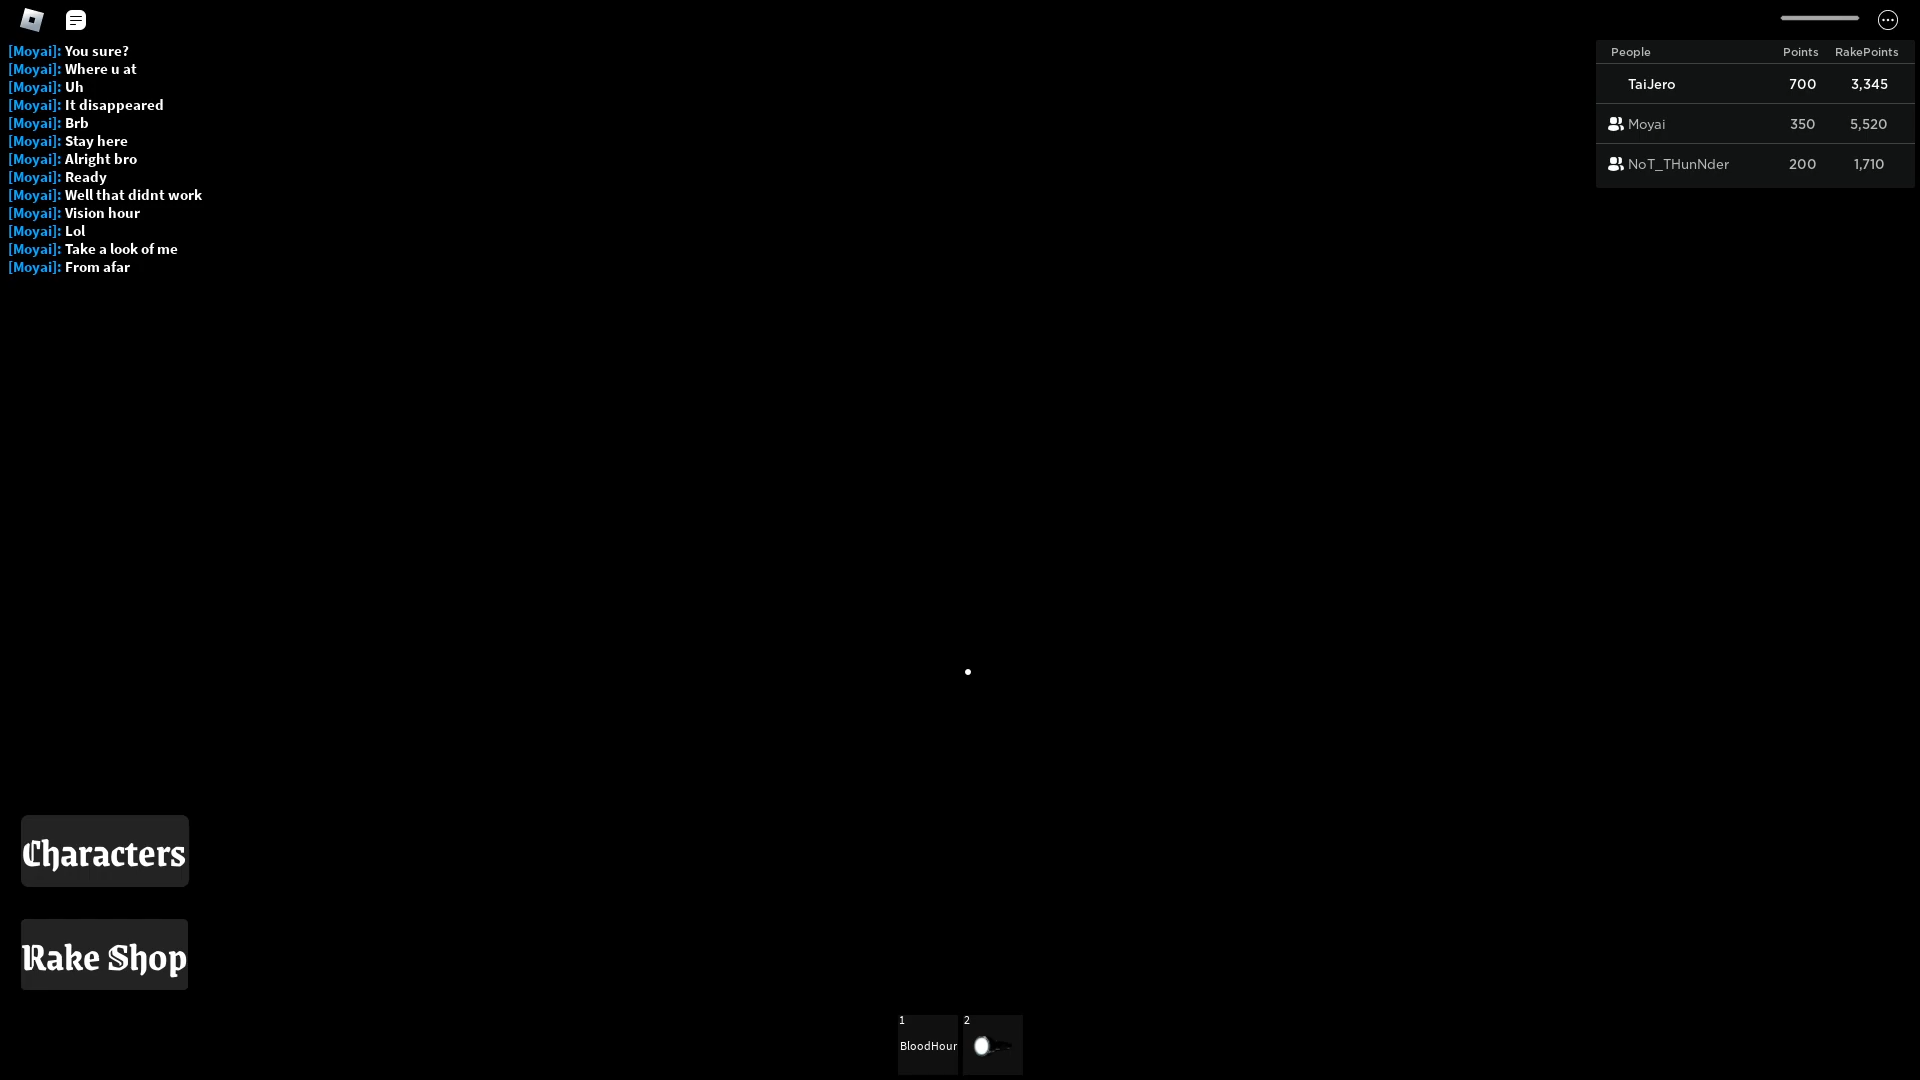 [Moyai]: You sure?
[Moyai]: Where u at
[Moyai]: Uh
[Moyai]: It disappeared
[Moyai]: Brb
[Moyai]: Stay here
[Moyai]: Alright bro
[Moyai]: Ready
[Moyai]: Well that didnt work
[Moyai]: Vision hour
[Moyai]: Lol
[Moyai]: Take a look of me
[Moyai]: From afar
People Points RakePoints
TaiJero 700 3,345
Moyai 350 5,520
NoT_THunNder 200 1,710
Characters
Rake Shop
1 2
BloodHour